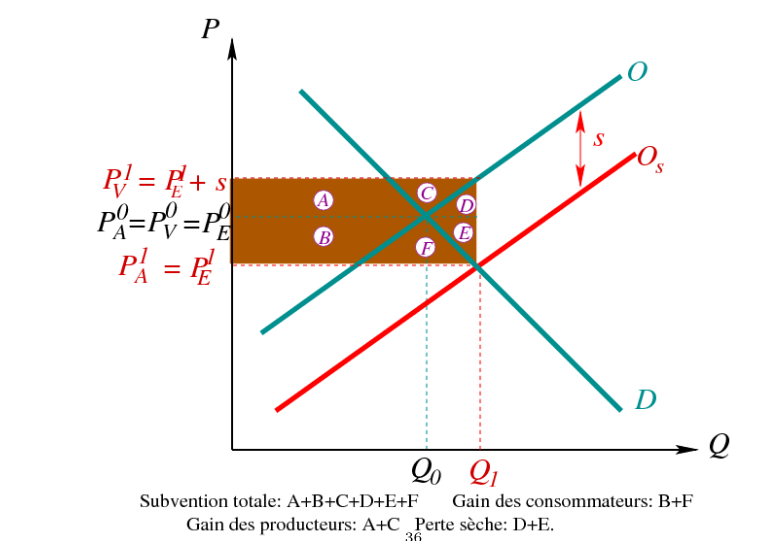 P
O
s
O_s
P_V^1 = P_E^1 + s
A
C
D
P_A^0=P_V^0=P_E^0
B
E
F
P_A^1 = P_E^1
D
Q
Q_0 Q_1
Subvention totale: A+B+C+D+E+F Gain des consommateurs: B+F
Gain des producteurs: A+C Perte sèche: D+E.
36